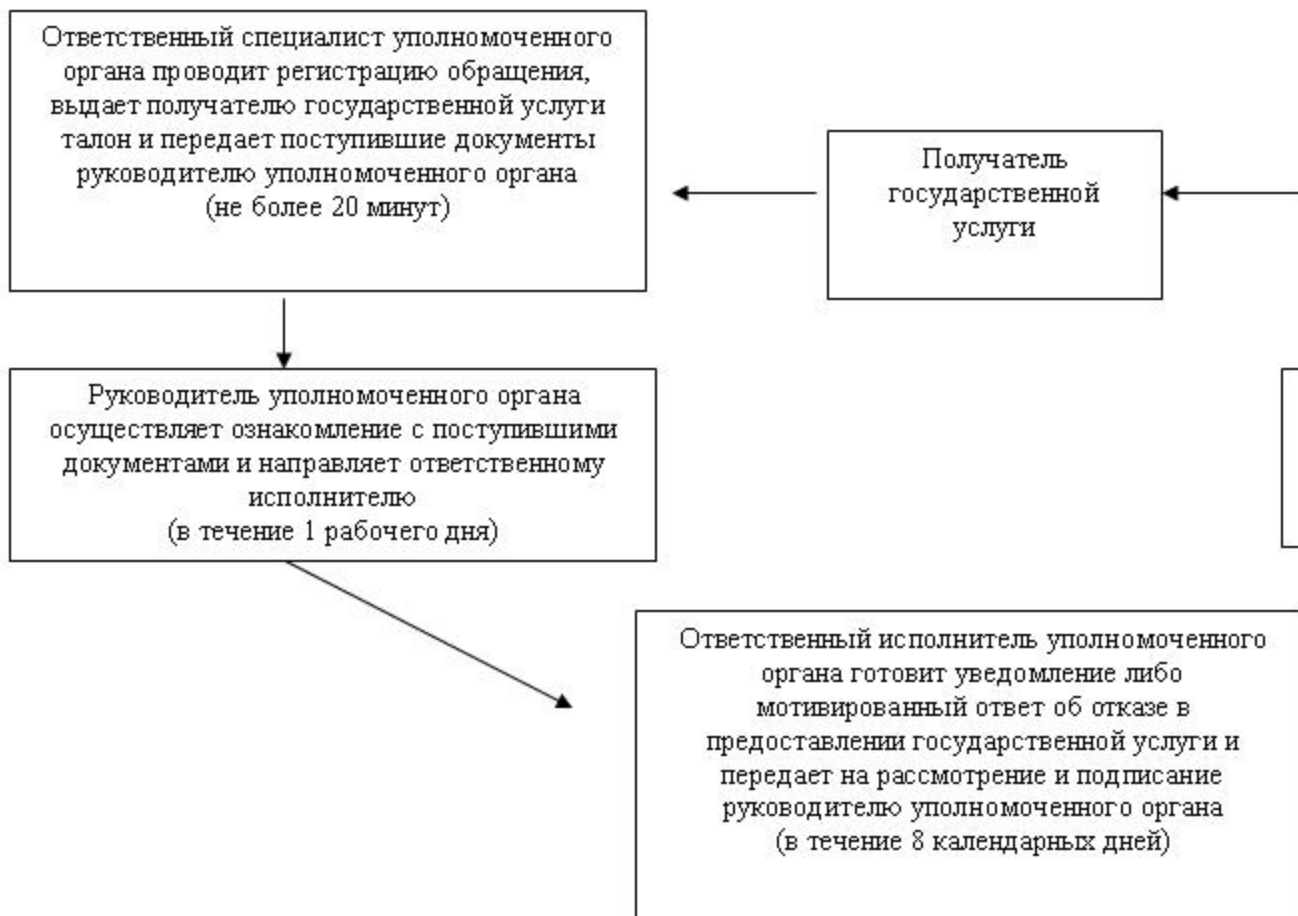 Ответственный специалист уполномоченного
органа проводит регистрацию обращения,
выдает получателю государственной услуги
талон и передает поступившие документы
руководителю уполномоченного органа
(не более 20 минут)
Получатель
государственной
услуги
Руководитель уполномоченного органа
осуществляет ознакомление с поступившими
документами и направляет ответственному
исполнителю
(в течение 1 рабочего дня)
Ответственный исполнитель уполномоченного
органа готовит уведомление либо
мотивированный ответ об отказе в
предоставлении государственной услуги и
передает на рассмотрение и подписание
руководителю уполномоченного органа
(в течение 8 календарных дней)